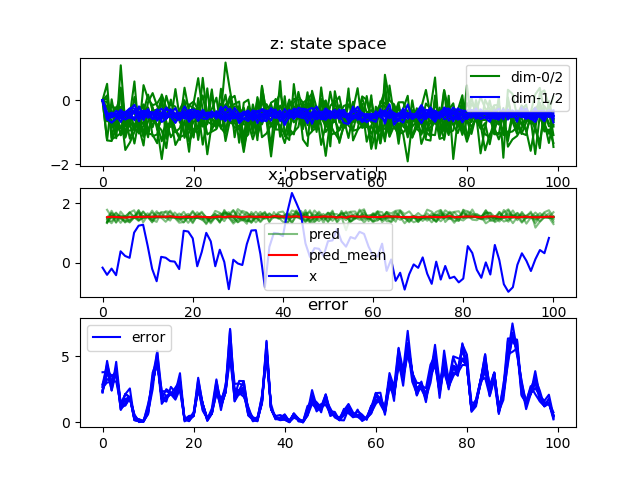 z: state space
0
−2
dim-0/2
dim-1/2
0 20 40 60 80 100
x: observation
2
0
pred
pred_mean
x
0 20 40 60 80 100
error
5
0
error
0 20 40 60 80 100